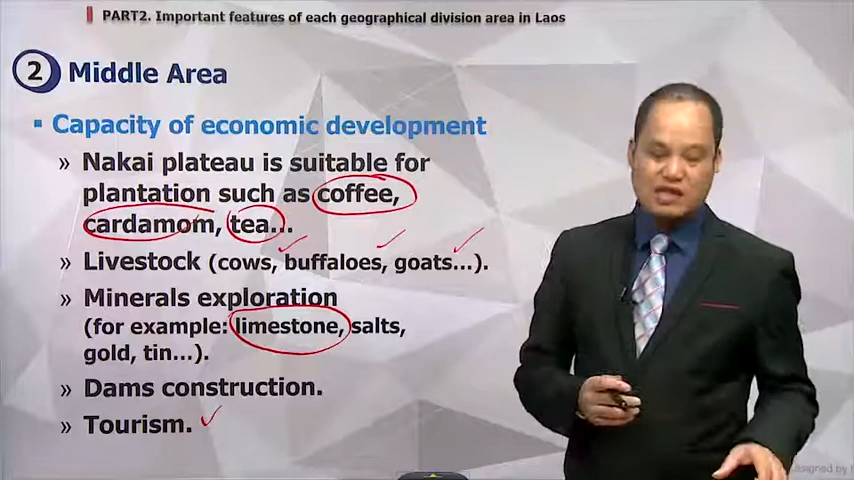 PART2. Important features of each geographical division area in Laos
2 Middle Area
▪ Capacity of economic development
» Nakai plateau is suitable for
plantation such as coffee,
cardamom, tea...
» Livestock (cows, buffaloes, goats...).
» Minerals exploration
(for example: limestone, salts,
gold, tin...).
» Dams construction.
» Tourism.
esigned by